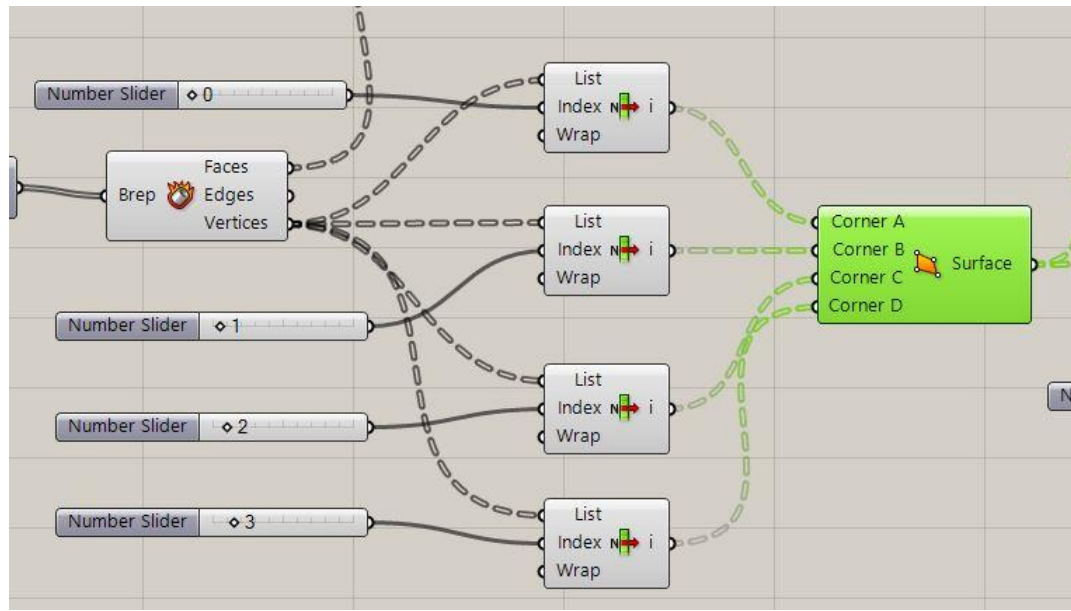 Number Slider 0
List
Index N i
Wrap
Faces
Brep Edges
Vertices
List
Index N i
Wrap
Number Slider 1
Corner A
Corner B
Corner C
Corner D
Surface
List
Index N i
Wrap
Number Slider 2
N
List
Index N i
Wrap
Number Slider 3